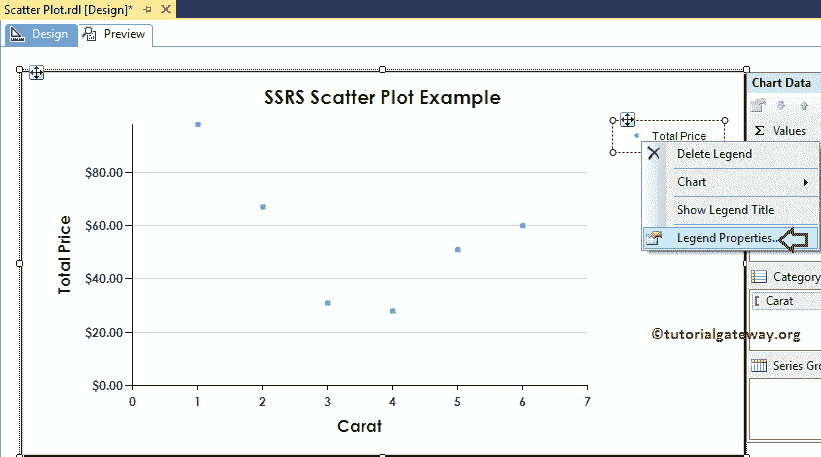 Scatter Plot.rdl [Design]*
Design
Preview
SSRS Scatter Plot Example
Total Price
$80.00
$60.00
$40.00
$20.00
$0.00
0 1 2 3 4 5 6 7
Carat
Total Price
Delete Legend
Chart
Show Legend Title
Legend Properties...
Chart Data
Σ Values
Category
[ Carat
©tutorialgateway.org
Series Gro